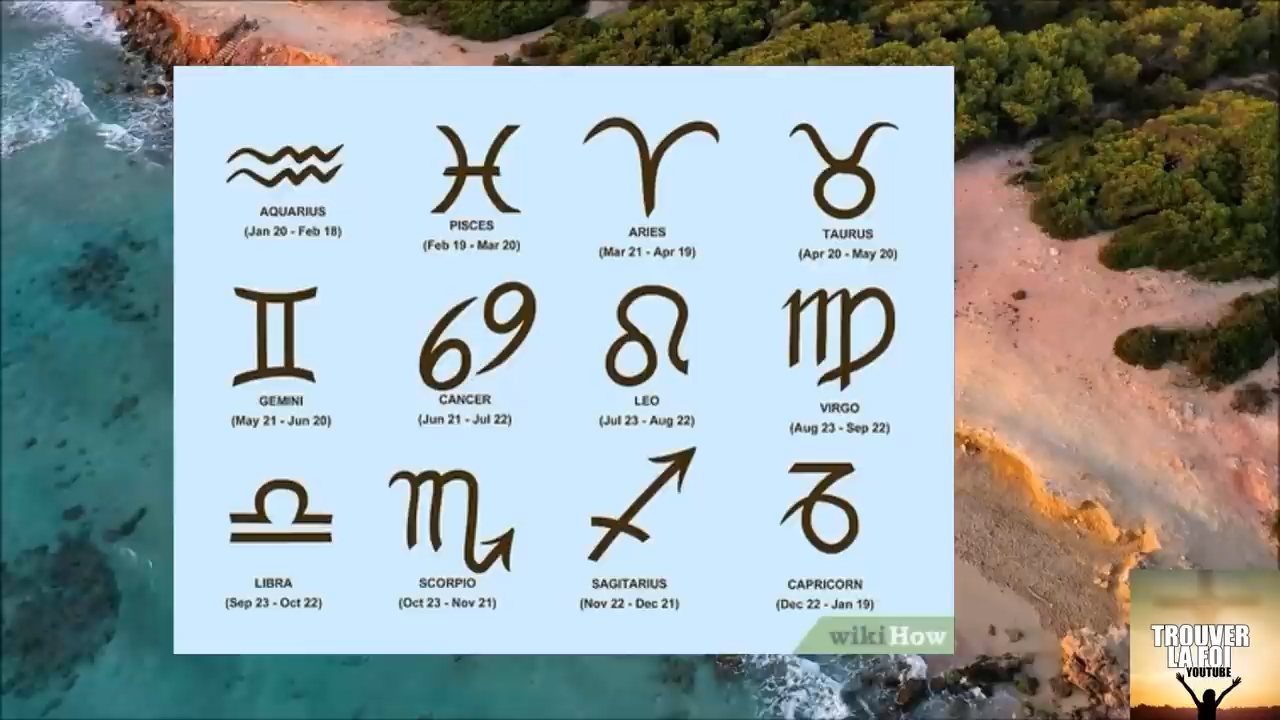 AQUARIUS
(Jan 20 - Feb 18)
PISCES
(Feb 19 - Mar 20)
ARIES
(Mar 21 - Apr 19)
TAURUS
(Apr 20 - May 20)
GEMINI
(May 21 - Jun 20)
CANCER
(Jun 21 - Jul 22)
LEO
(Jul 23 - Aug 22)
VIRGO
(Aug 23 - Sep 22)
LIBRA
(Sep 23 - Oct 22)
SCORPIO
(Oct 23 - Nov 21)
SAGITARIUS
(Nov 22 - Dec 21)
CAPRICORN
(Dec 22 - Jan 19)
wikiHow
TROUVER
LA FOI
YOUTUBE